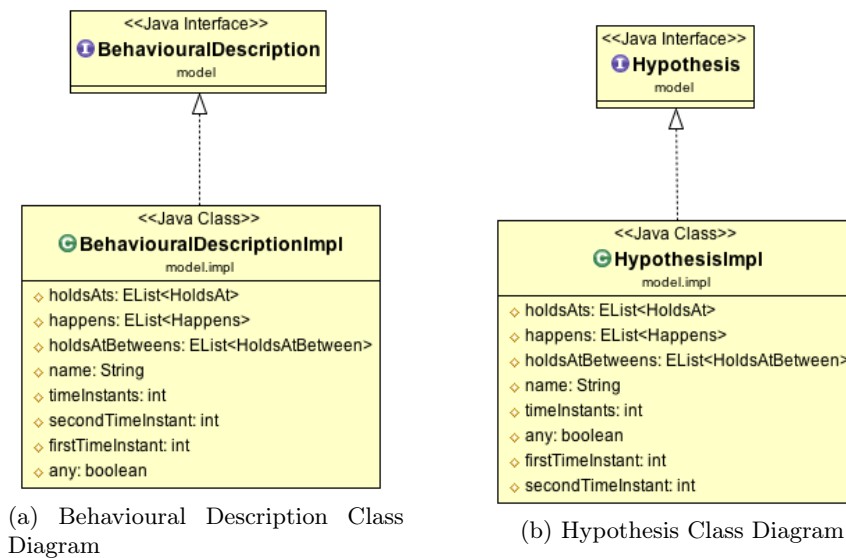 <<Java Interface>>
BehaviouralDescription
model
<<Java Class>>
BehaviouralDescriptionImpl
model.impl
holdsAts: EList<HoldsAt>
happens: EList<Happens>
holdsAtBetweens: EList<HoldsAtBetween>
name: String
timeInstants: int
secondTimeInstant: int
firstTimeInstant: int
any: boolean
(a) Behavioural Description Class
Diagram
<<Java Interface>>
Hypothesis
model
<<Java Class>>
HypothesisImpl
model.impl
holdsAts: EList<HoldsAt>
happens: EList<Happens>
holdsAtBetweens: EList<HoldsAtBetween>
name: String
timeInstants: int
any: boolean
firstTimeInstant: int
secondTimeInstant: int
(b) Hypothesis Class Diagram